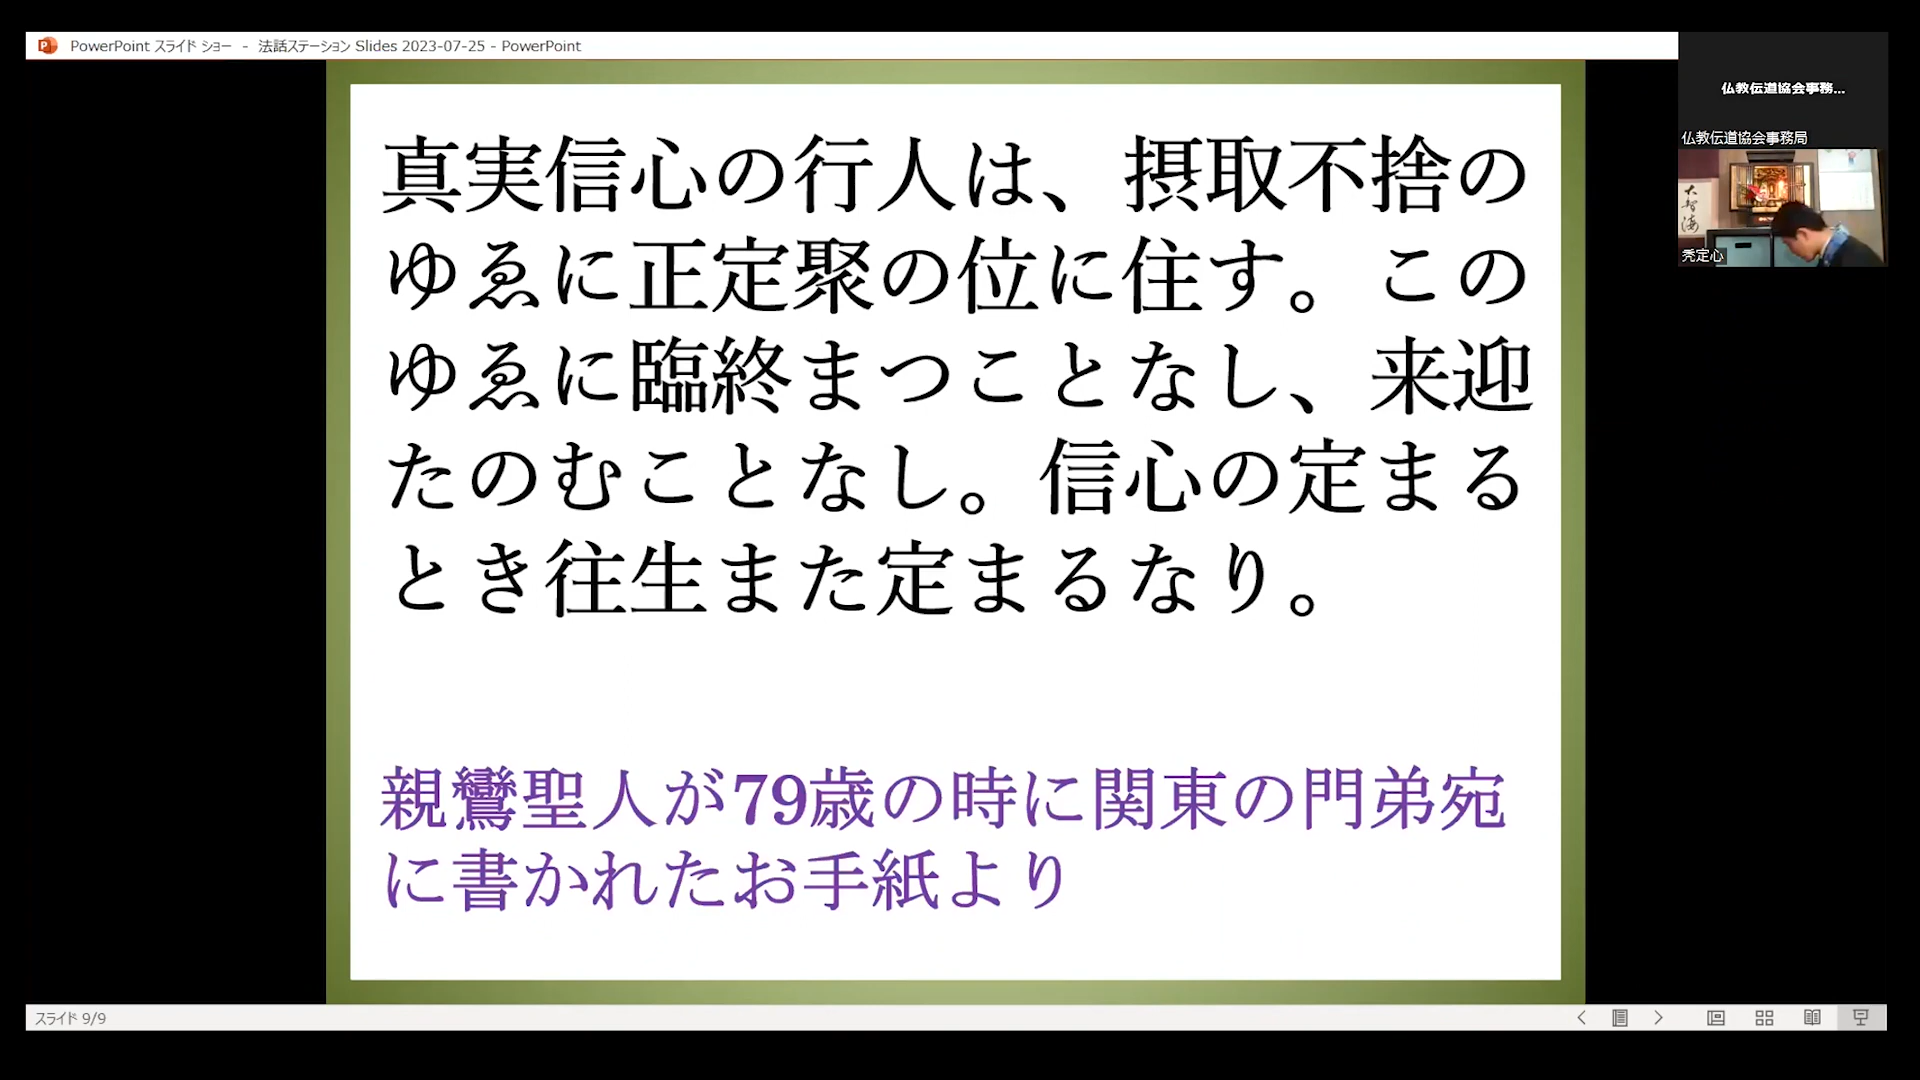 PowerPoint スライド ショー - 法話ステーション Slides 2023-07-25 - PowerPoint
真実信心の行人は、摂取不捨の
ゆゑに正定聚の位に住す。この
ゆゑに臨終まつことなし、来迎
たのむことなし。信心の定まる
とき往生また定まるなり。
親鸞聖人が79歳の時に関東の門弟宛
に書かれたお手紙より
仏教伝道協会事務...
仏教伝道協会事務局
大智海
禿定心
スライド 9/9